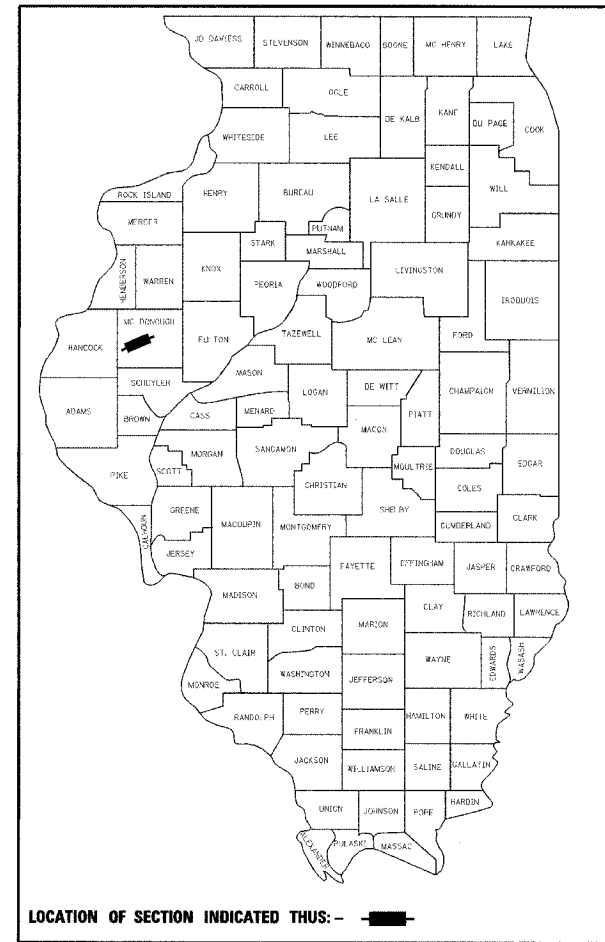 JO DAVIESS STEVENSON WINNEBACO BOONE MC HENRY LAKE
CARROLL OGLE
DE KALB KANE DU PAGE COOK
WHITESIDE LEE
KENDALL WILL
ROCK ISLAND HENRY BUREAU LA SALLE GRUNDY
MERCER PUTNAM
STARK MARSHALL KANKAKEE
HENDERSON WARREN KNOX PEORIA WOODFORD LIVINGSTON IROQUOIS
MC DONOUGH
HANCOCK FULTON TAZEWELL MC LEAN FORD
MASON
SCHUYLER LOGAN DE WITT CHAMPAIGN VERMILION
ADAMS BROWN CASS MENARD PIATT
MACON
PIKE SCOTT MORGAN SANGAMON MOULTRIE DOUGLAS EDGAR
CHRISTIAN COLES
GREENE MACOUPIN MONTGOMERY SHELBY
CALHOUN CUMBERLAND CLARK
JERSEY
FAYETTE EFFINGHAM JASPER CRAWFORD
MADISON BOND
CLAY RICHLAND LAWRENCE
CLINTON MARION
ST. CLAIR WAYNE EDWARDS WABASH
WASHINGTON JEFFERSON
MONROE
RANDOLPH PERRY HAMILTON WHITE
FRANKLIN
JACKSON WILLIAMSON SALINE GALLATIN
UNION JOHNSON POPE HARDIN
ALEXANDER PULASKI MASSAC
LOCATION OF SECTION INDICATED THUS: -